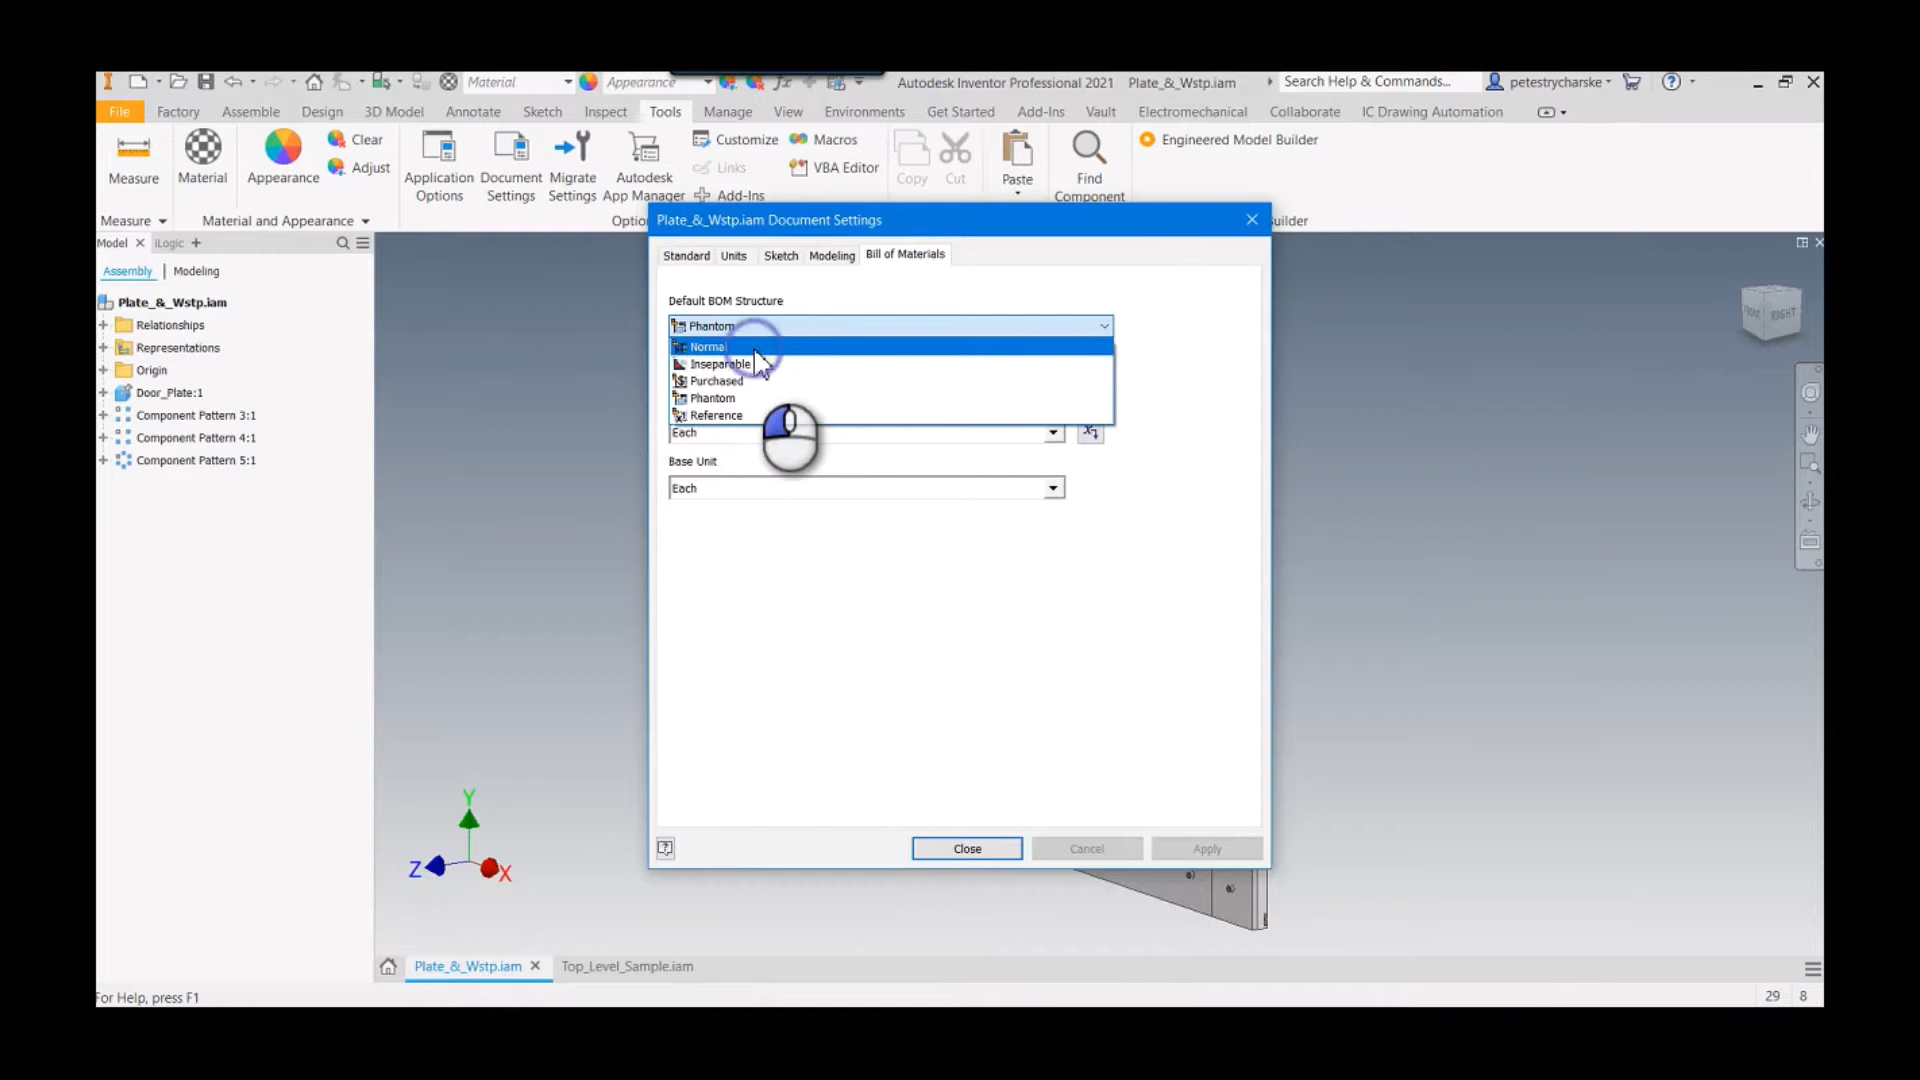 Material
Appearance
Autodesk Inventor Professional 2021 Plate_&_Wstp.iam
Search Help & Commands...
petestrycharske
File Factory Assemble Design 3D Model Annotate Sketch Inspect Tools Manage View Environments Get Started Add-Ins Vault Electromechanical Collaborate IC Drawing Automation
Measure
Material
Appearance
Clear
Adjust
Application Options
Document Settings
Migrate Settings
Autodesk App Manager
Customize
Links
Add-Ins
Macros
VBA Editor
Copy
Cut
Paste
Find Component
Engineered Model Builder
Measure
Material and Appearance
Model
iLogic
Assembly | Modeling
Plate_&_Wstp.iam
Relationships
Representations
Origin
Door_Plate:1
Component Pattern 3:1
Component Pattern 4:1
Component Pattern 5:1
Plate_&_Wstp.iam Document Settings
Standard Units Sketch Modeling Bill of Materials
Default BOM Structure
Phantom
Normal
Inseparable
Purchased
Phantom
Reference
Each
Base Unit
Each
Close
Cancel
Apply
FRONT
RIGHT
Y
Z
X
Plate_&_Wstp.iam
Top_Level_Sample.iam
For Help, press F1
29 8